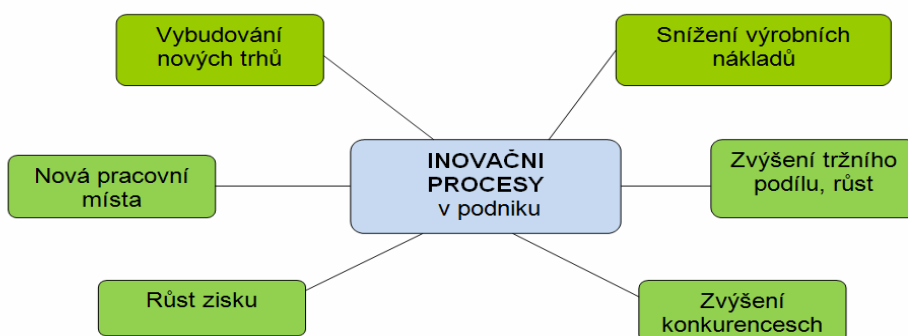 Vybudování
nových trhů
Snížení výrobních
nákladů
INOVAČNI
PROCESY
v podniku
Nová pracovní
místa
Zvýšení tržního
podílu, růst
Růst zisku
Zvýšení
konkurencesch